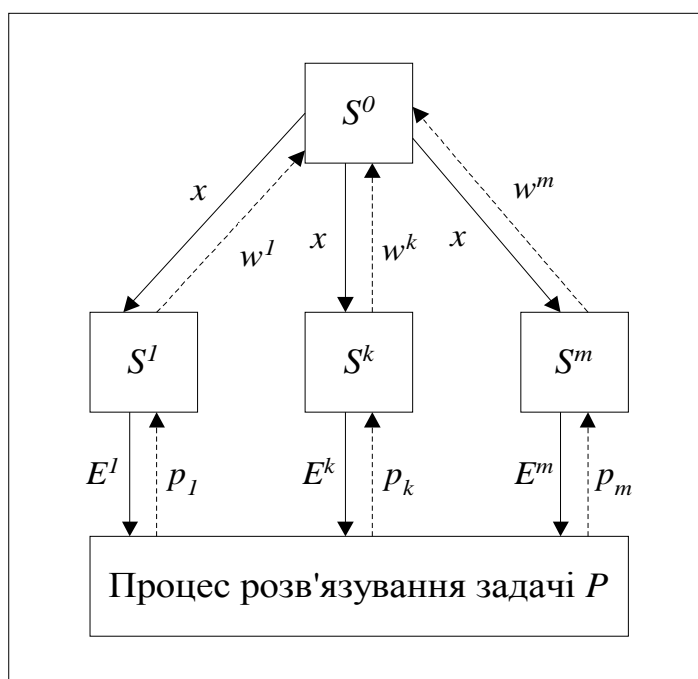 S⁰
wᵐ
x
w¹
x
wᵏ
x
S¹
Sᵏ
Sᵐ
E¹
p₁
Eᵏ
pₖ
Eᵐ
pₘ
Процес розв'язування задачі P